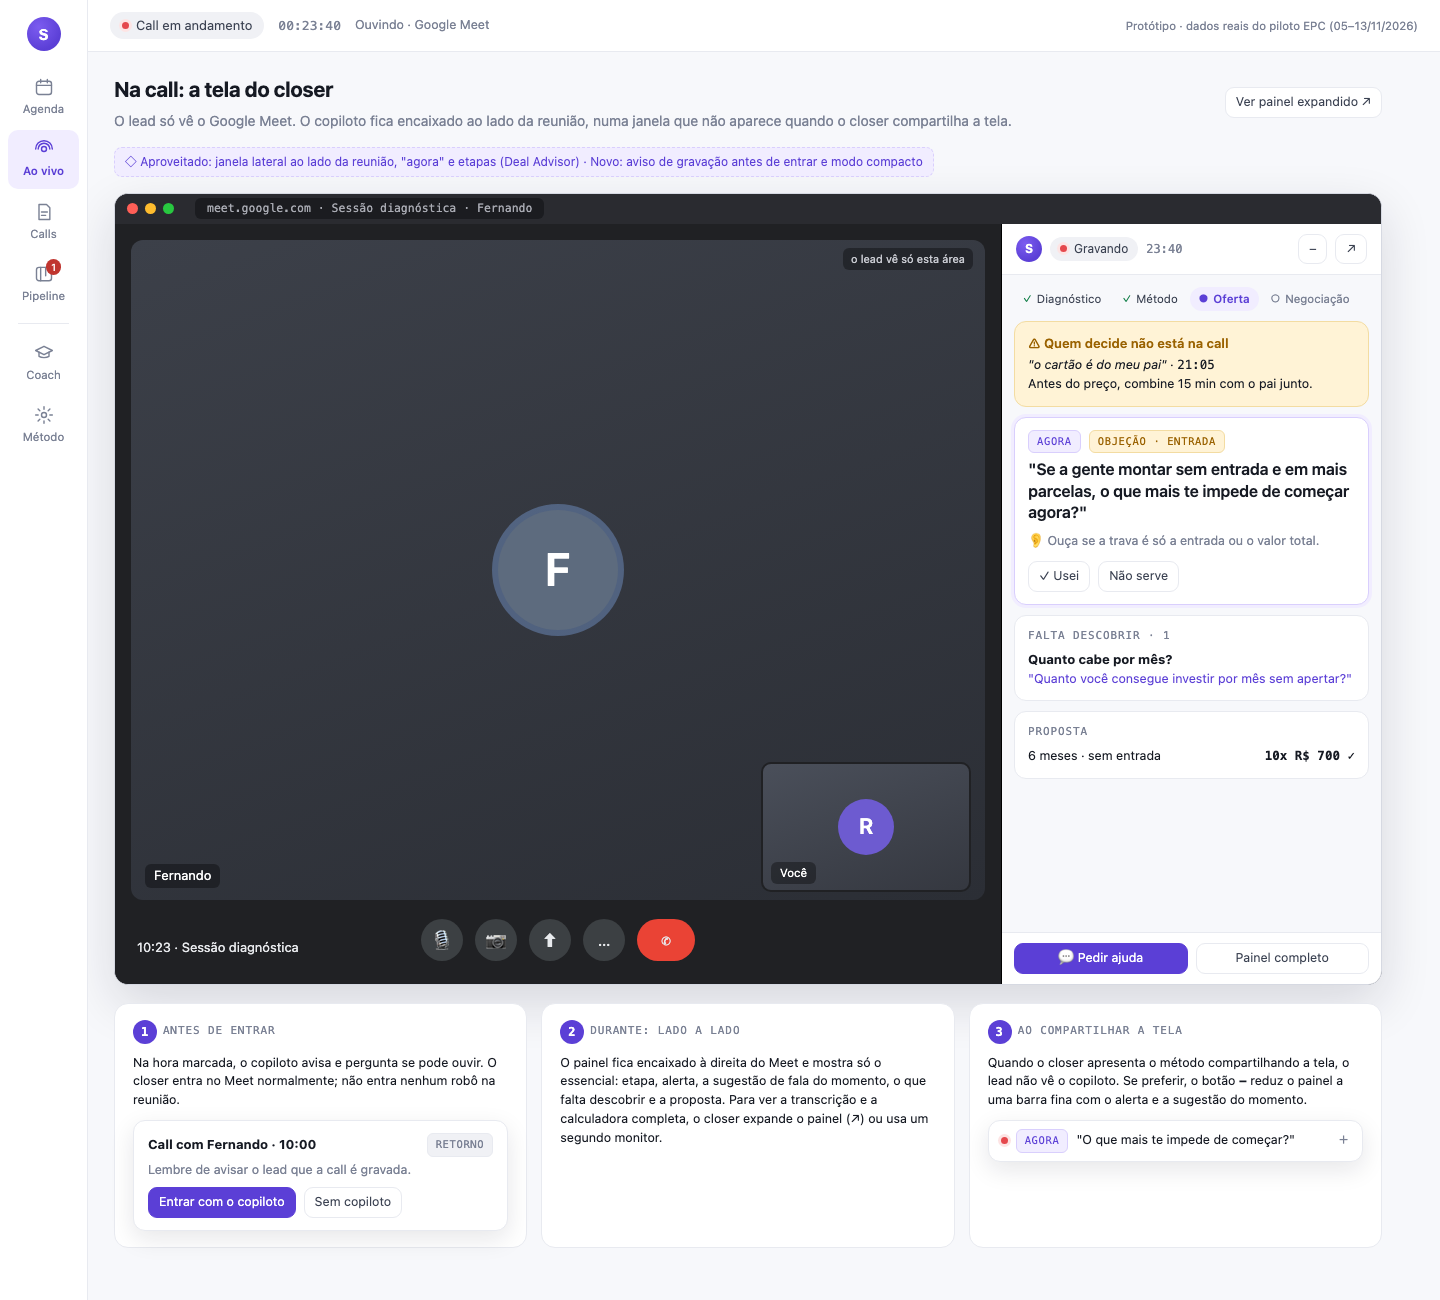 S
Call em andamento
00:23:40
Ouvindo · Google Meet
Protótipo · dados reais do piloto EPC (05–13/11/2026)
Agenda
Ao vivo
Calls
1
Pipeline
Coach
Método
Na call: a tela do closer
O lead só vê o Google Meet. O copiloto fica encaixado ao lado da reunião, numa janela que não aparece quando o closer compartilha a tela.
Ver painel expandido ↗
◇ Aproveitado: janela lateral ao lado da reunião, "agora" e etapas (Deal Advisor) · Novo: aviso de gravação antes de entrar e modo compacto
meet.google.com · Sessão diagnóstica · Fernando
o lead vê só esta área
F
Fernando
R
Você
10:23 · Sessão diagnóstica
...
S
Gravando
23:40
–
↗
✓ Diagnóstico
✓ Método
● Oferta
○ Negociação
⚠ Quem decide não está na call
"o cartão é do meu pai" · 21:05
Antes do preço, combine 15 min com o pai junto.
AGORA
OBJEÇÃO · ENTRADA
"Se a gente montar sem entrada e em mais
parcelas, o que mais te impede de começar
agora?"
👂 Ouça se a trava é só a entrada ou o valor total.
✓ Usei
Não serve
FALTA DESCOBRIR · 1
Quanto cabe por mês?
"Quanto você consegue investir por mês sem apertar?"
PROPOSTA
6 meses · sem entrada
10x R$ 700 ✓
💬 Pedir ajuda
Painel completo
1 ANTES DE ENTRAR
Na hora marcada, o copiloto avisa e pergunta se pode ouvir. O
closer entra no Meet normalmente; não entra nenhum robô na
reunião.
Call com Fernando · 10:00
RETORNO
Lembre de avisar o lead que a call é gravada.
Entrar com o copiloto
Sem copiloto
2 DURANTE: LADO A LADO
O painel fica encaixado à direita do Meet e mostra só o
essencial: etapa, alerta, a sugestão de fala do momento, o que
falta descobrir e a proposta. Para ver a transcrição e a
calculadora completa, o closer expande o painel (↗) ou usa um
segundo monitor.
3 AO COMPARTILHAR A TELA
Quando o closer apresenta o método compartilhando a tela, o
lead não vê o copiloto. Se preferir, o botão – reduz o painel a
uma barra fina com o alerta e a sugestão do momento.
AGORA
"O que mais te impede de começar?"
+